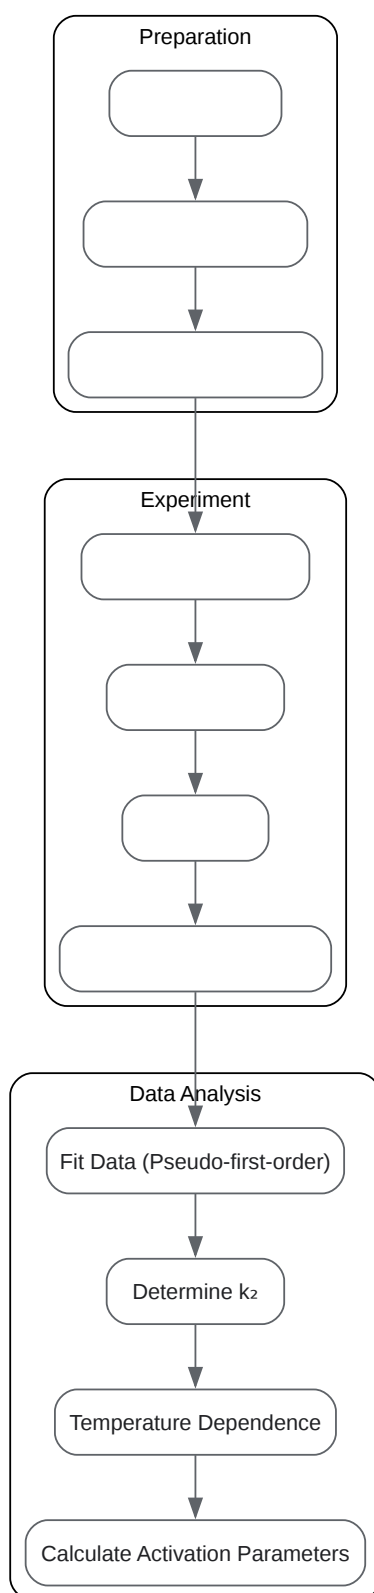 Preparation
Experiment
Data Analysis
Fit Data (Pseudo-first-order)
Determine k₂
Temperature Dependence
Calculate Activation Parameters